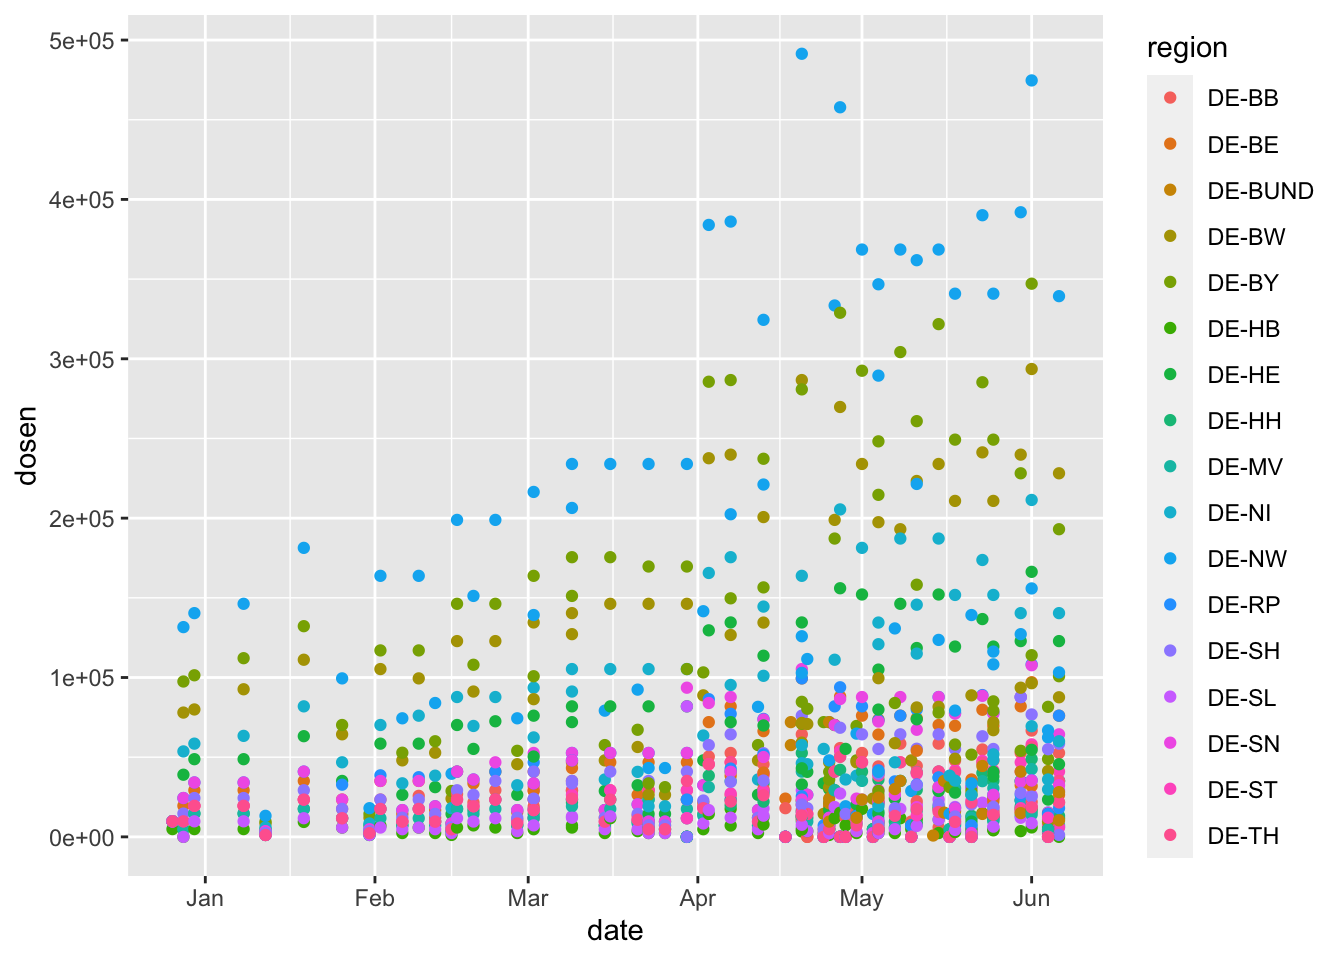 5e+05
4e+05
3e+05
2e+05
1e+05
0e+00
dosen
Jan Feb Mar Apr May Jun
date
region
DE-BB
DE-BE
DE-BUND
DE-BW
DE-BY
DE-HB
DE-HE
DE-HH
DE-MV
DE-NI
DE-NW
DE-RP
DE-SH
DE-SL
DE-SN
DE-ST
DE-TH